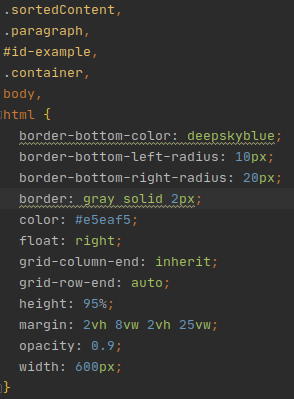 .sortedContent,
.paragraph,
#id-example,
.container,
body,
html {
border-bottom-color: deepskyblue;
border-bottom-left-radius: 10px;
border-bottom-right-radius: 20px;
border: gray solid 2px;
color: #e5eaf5;
float: right;
grid-column-end: inherit;
grid-row-end: auto;
height: 95%;
margin: 2vh 8vw 2vh 25vw;
opacity: 0.9;
width: 600px;
}